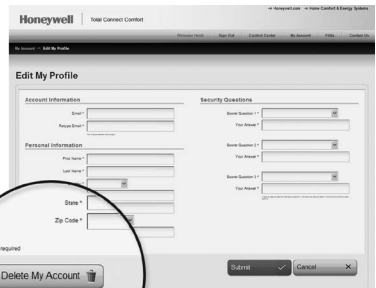 Honeywell Total Connect Comfort
Honeywell.com Home Comfort & Energy Systems
Welcome Heidi Sign Out Comfort Center My Account FAQs Contact Us
My Account Edit My Profile
Edit My Profile
Account Information
Email *
Retype Email *
Personal Information
First Name *
Last Name *
State *
Zip Code *
required
Delete My Account
Security Questions
Secret Question 1 *
Your Answer *
Secret Question 2 *
Your Answer *
Secret Question 3 *
Your Answer *
Submit
Cancel